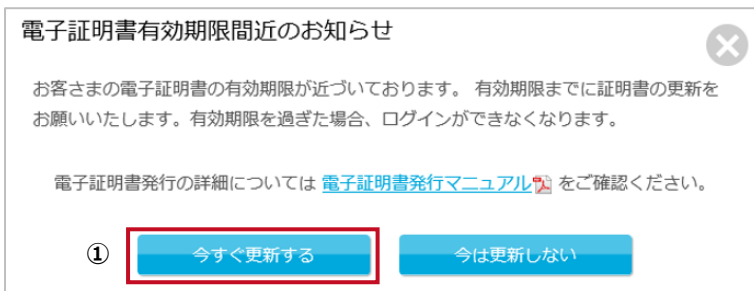 電子証明書有効期限間近のお知らせ
お客さまの電子証明書の有効期限が近づいております。 有効期限までに証明書の更新を
お願いいたします。有効期限を過ぎた場合、ログインができなくなります。
電子証明書発行の詳細については 電子証明書発行マニュアル をご確認ください。
① 今すぐ更新する 今は更新しない